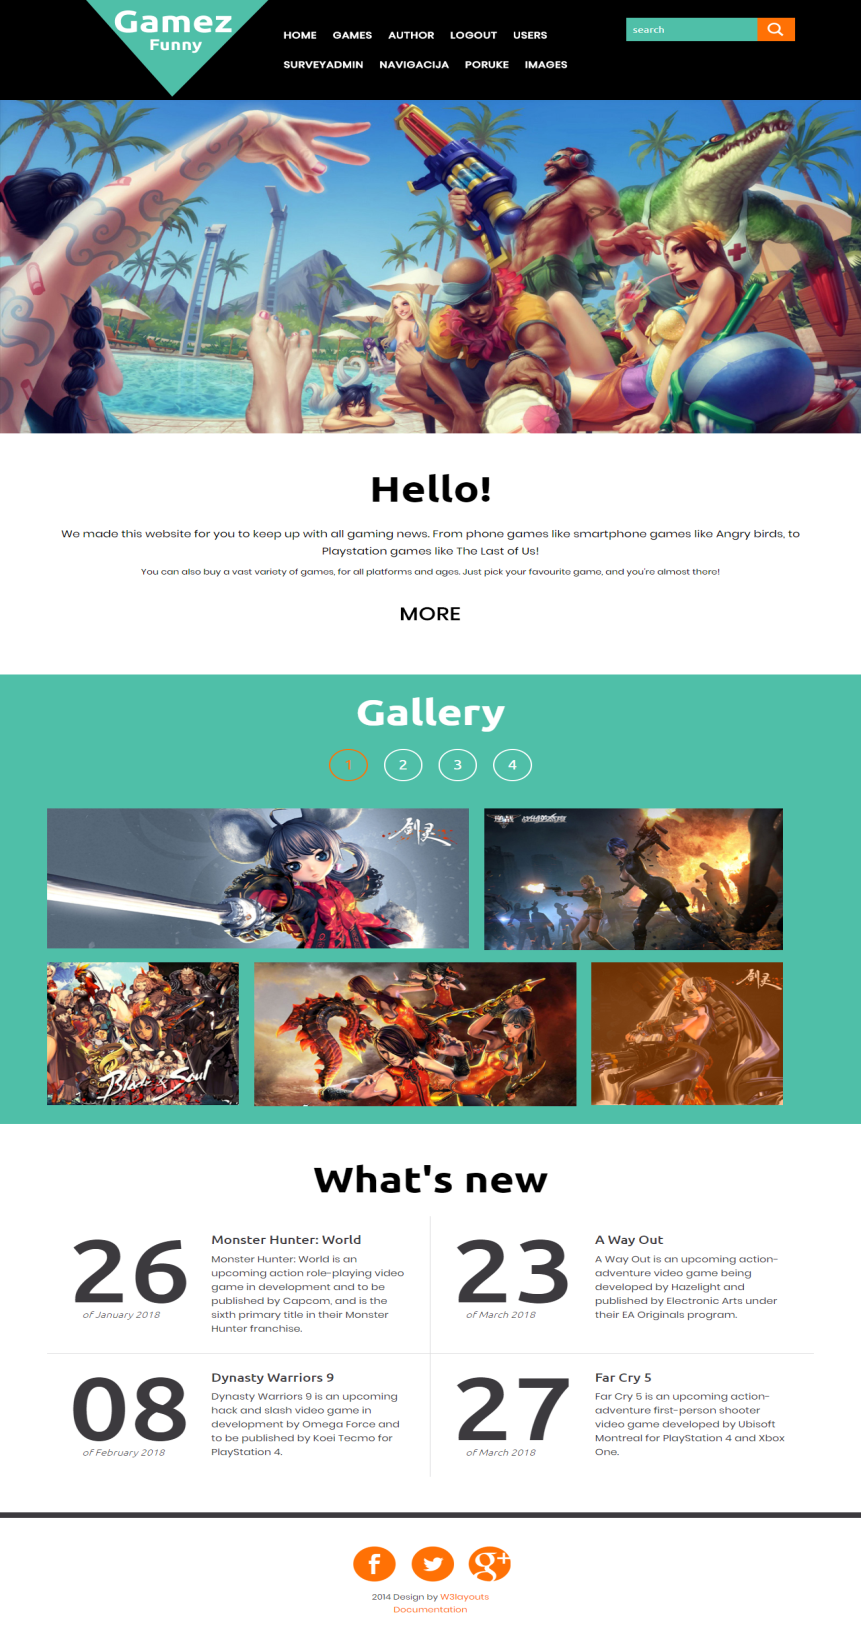 Gamez
Funny
HOME GAMES AUTHOR LOGOUT USERS
SURVEYADMIN NAVIGACIJA PORUKE IMAGES
search
Hello!
We made this website for you to keep up with all gaming news. From phone games like smartphone games like Angry birds, to
Playstation games like The Last of Us!
You can also buy a vast variety of games, for all platforms and ages. Just pick your favourite game, and you're almost there!
MORE
Gallery
1 2 3 4
剑灵
Blade & Soul
剑灵
What's new
26
of January 2018
Monster Hunter: World
Monster Hunter: World is an
upcoming action role-playing video
game in development and to be
published by Capcom, and is the
sixth primary title in their Monster
Hunter franchise.
23
of March 2018
A Way Out
A Way Out is an upcoming action-
adventure video game being
developed by Hazelight and
published by Electronic Arts under
their EA Originals program.
08
of February 2018
Dynasty Warriors 9
Dynasty Warriors 9 is an upcoming
hack and slash video game in
development by Omega Force and
to be published by Koei Tecmo for
PlayStation 4.
27
of March 2018
Far Cry 5
Far Cry 5 is an upcoming action-
adventure first-person shooter
video game developed by Ubisoft
Montreal for PlayStation 4 and Xbox
One.
2014 Design by W3layouts
Documentation